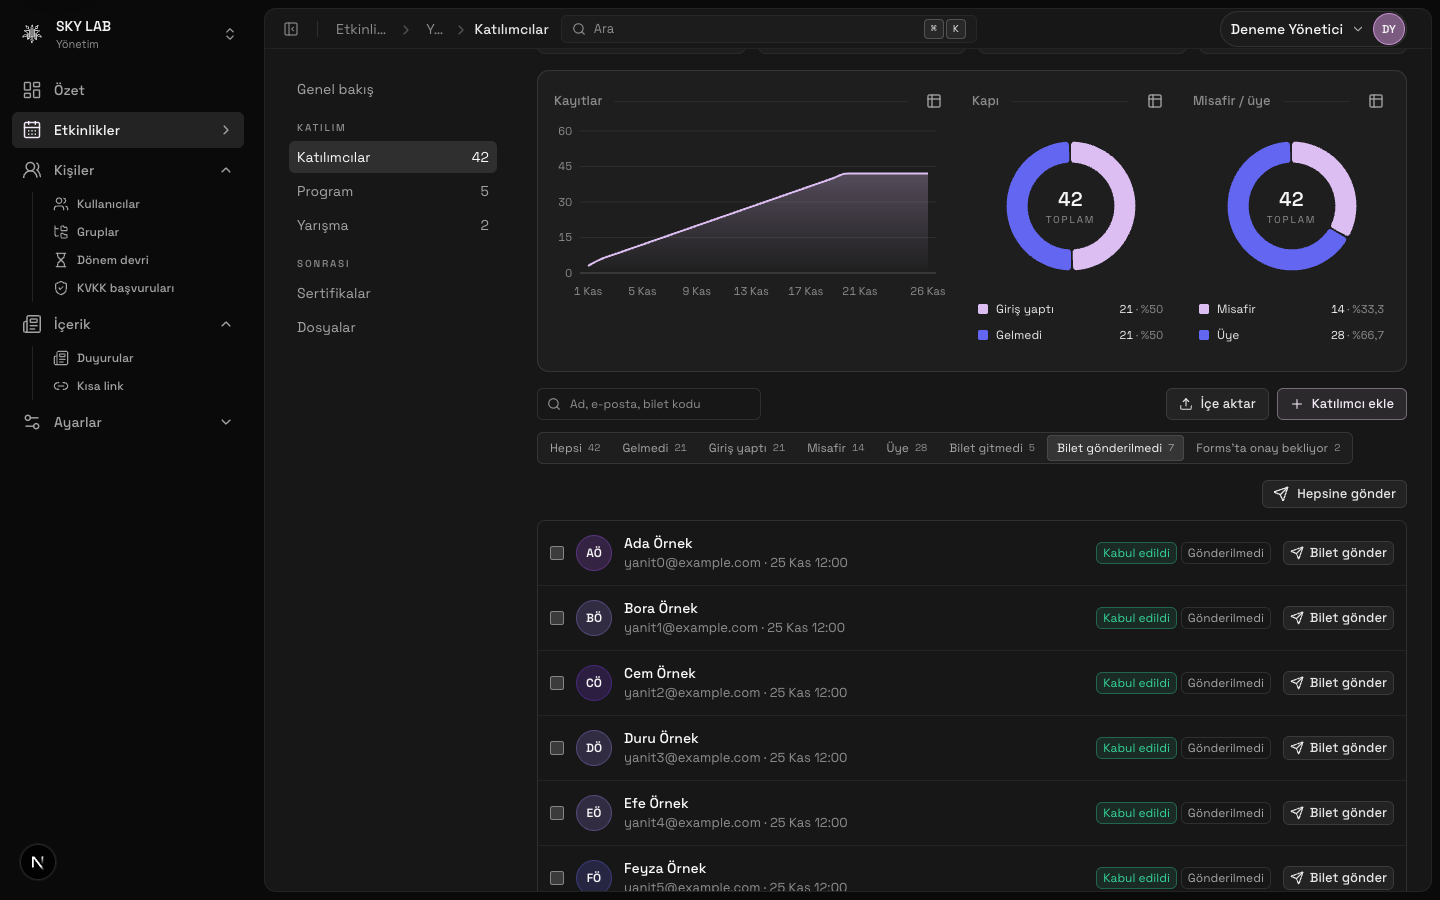 SKY LAB
Yönetim
Özet
Etkinlikler
Kişiler
Kullanıcılar
Gruplar
Dönem devri
KVKK başvuruları
İçerik
Duyurular
Kısa link
Ayarlar
N
Etkinli... Y... Katılımcılar
Ara
⌘ K
Deneme Yönetici
DY
Genel bakış
KATILIM
Katılımcılar 42
Program 5
Yarışma 2
SONRASI
Sertifikalar
Dosyalar
Kayıtlar
60
45
30
15
0
1 Kas 5 Kas 9 Kas 13 Kas 17 Kas 21 Kas 26 Kas
Kapı
42
TOPLAM
Giriş yaptı 21 · %50
Gelmedi 21 · %50
Misafir / üye
42
TOPLAM
Misafir 14 · %33,3
Üye 28 · %66,7
Ad, e-posta, bilet kodu
İçe aktar
Katılımcı ekle
Hepsi 42 Gelmedi 21 Giriş yaptı 21 Misafir 14 Üye 28 Bilet gitmedi 5 Bilet gönderilmedi 7 Forms'ta onay bekliyor 2
Hepsine gönder
AÖ
Ada Örnek
yanit0@example.com · 25 Kas 12:00
Kabul edildi Gönderilmedi Bilet gönder
BÖ
Bora Örnek
yanit1@example.com · 25 Kas 12:00
Kabul edildi Gönderilmedi Bilet gönder
CÖ
Cem Örnek
yanit2@example.com · 25 Kas 12:00
Kabul edildi Gönderilmedi Bilet gönder
DÖ
Duru Örnek
yanit3@example.com · 25 Kas 12:00
Kabul edildi Gönderilmedi Bilet gönder
EÖ
Efe Örnek
yanit4@example.com · 25 Kas 12:00
Kabul edildi Gönderilmedi Bilet gönder
FÖ
Feyza Örnek
yanit5@example.com · 25 Kas 12:00
Kabul edildi Gönderilmedi Bilet gönder